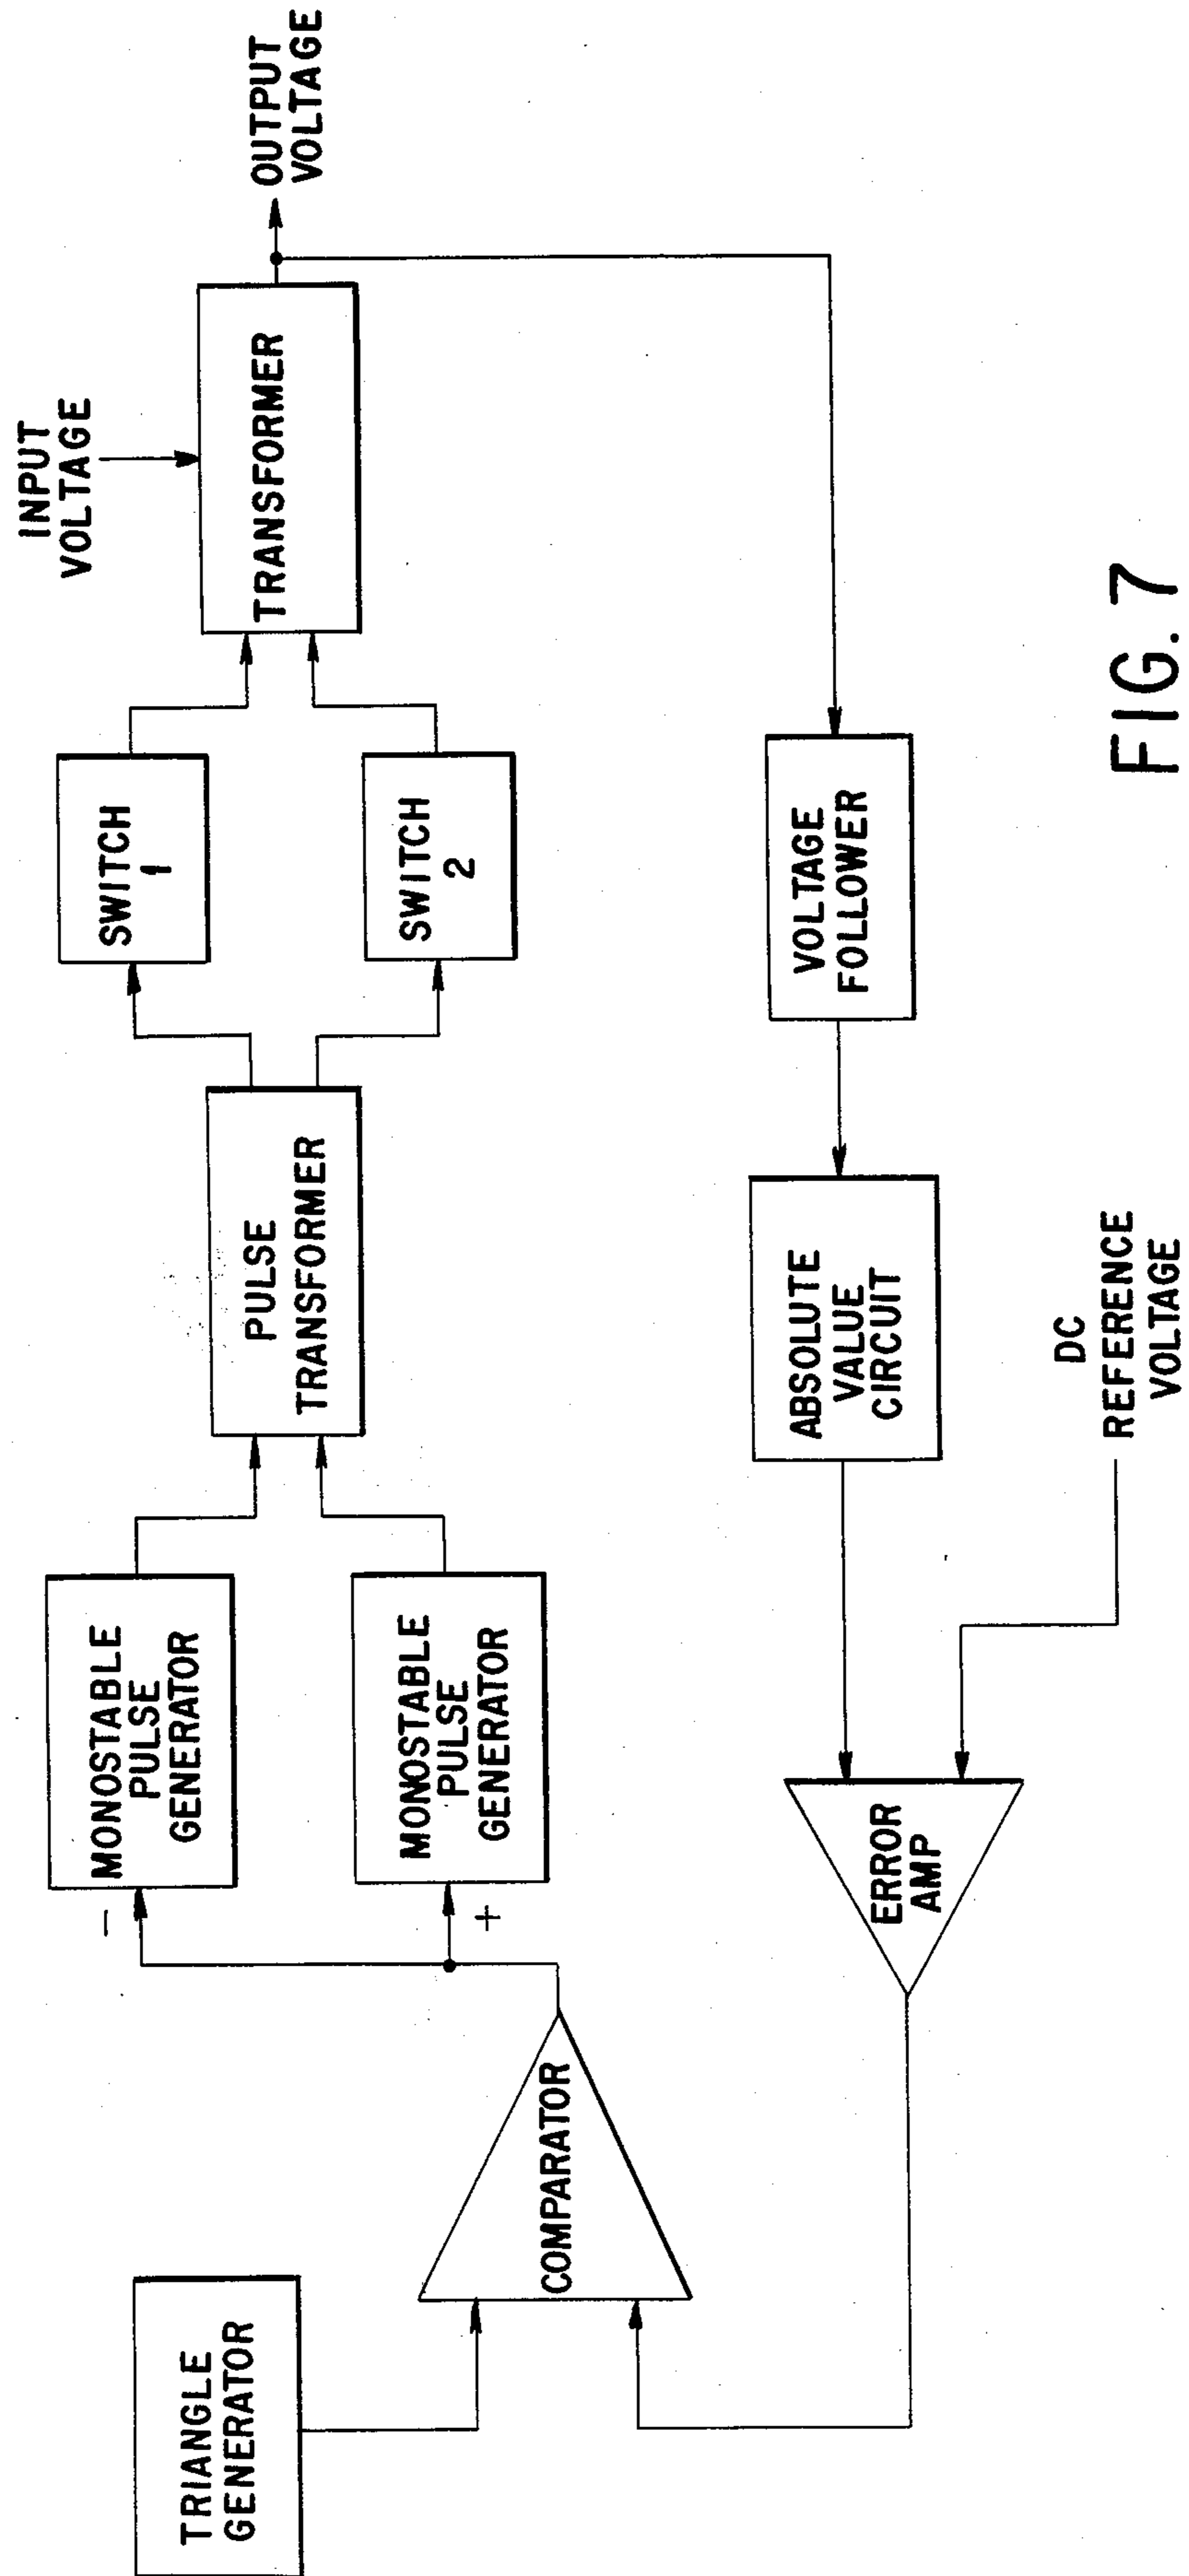 INPUT
VOLTAGE
OUTPUT
VOLTAGE
TRANSFORMER
SWITCH
1
SWITCH
2
PULSE
TRANSFORMER
MONOSTABLE
PULSE
GENERATOR
-
MONOSTABLE
PULSE
GENERATOR
+
TRIANGLE
GENERATOR
COMPARATOR
VOLTAGE
FOLLOWER
ABSOLUTE
VALUE
CIRCUIT
DC
REFERENCE
VOLTAGE
ERROR
AMP
FIG. 7